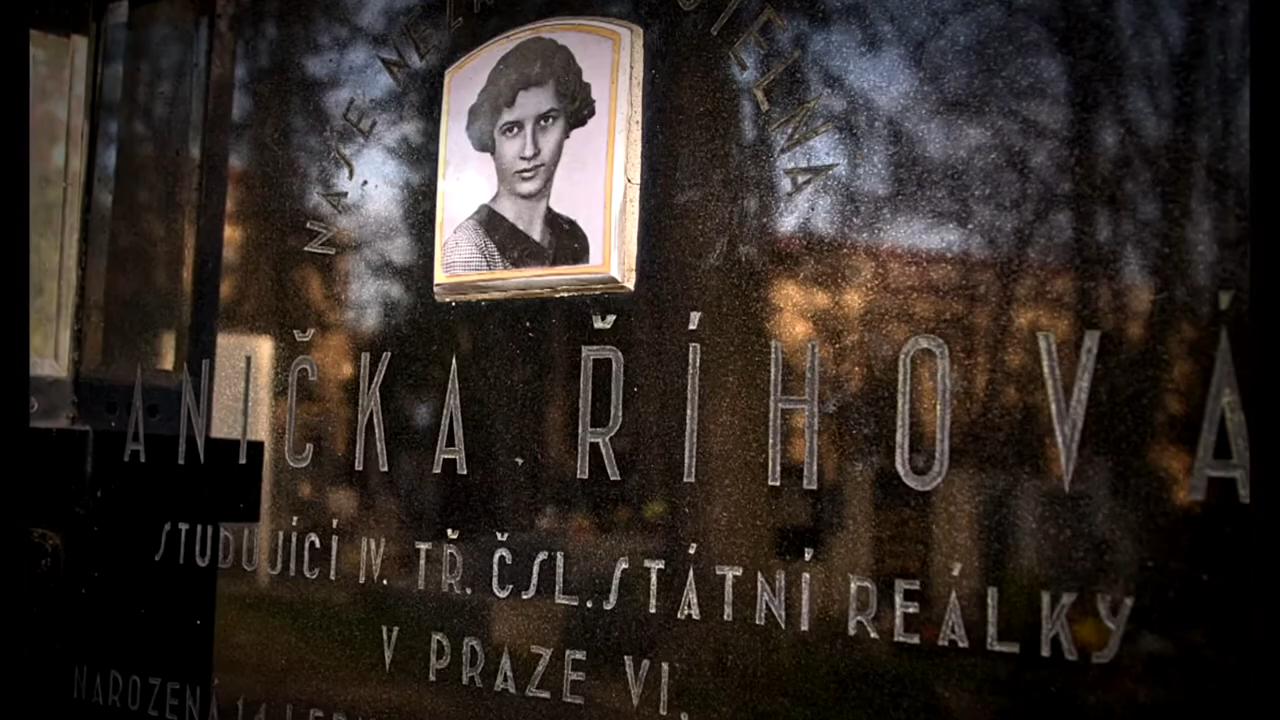 NAŠE
ANIČKA ŘÍHOVÁ
STUDUJÍCÍ IV. TŘ. ČSL. STÁTNÍ REÁLKY
V PRAZE VI.
NAROZENÁ 14